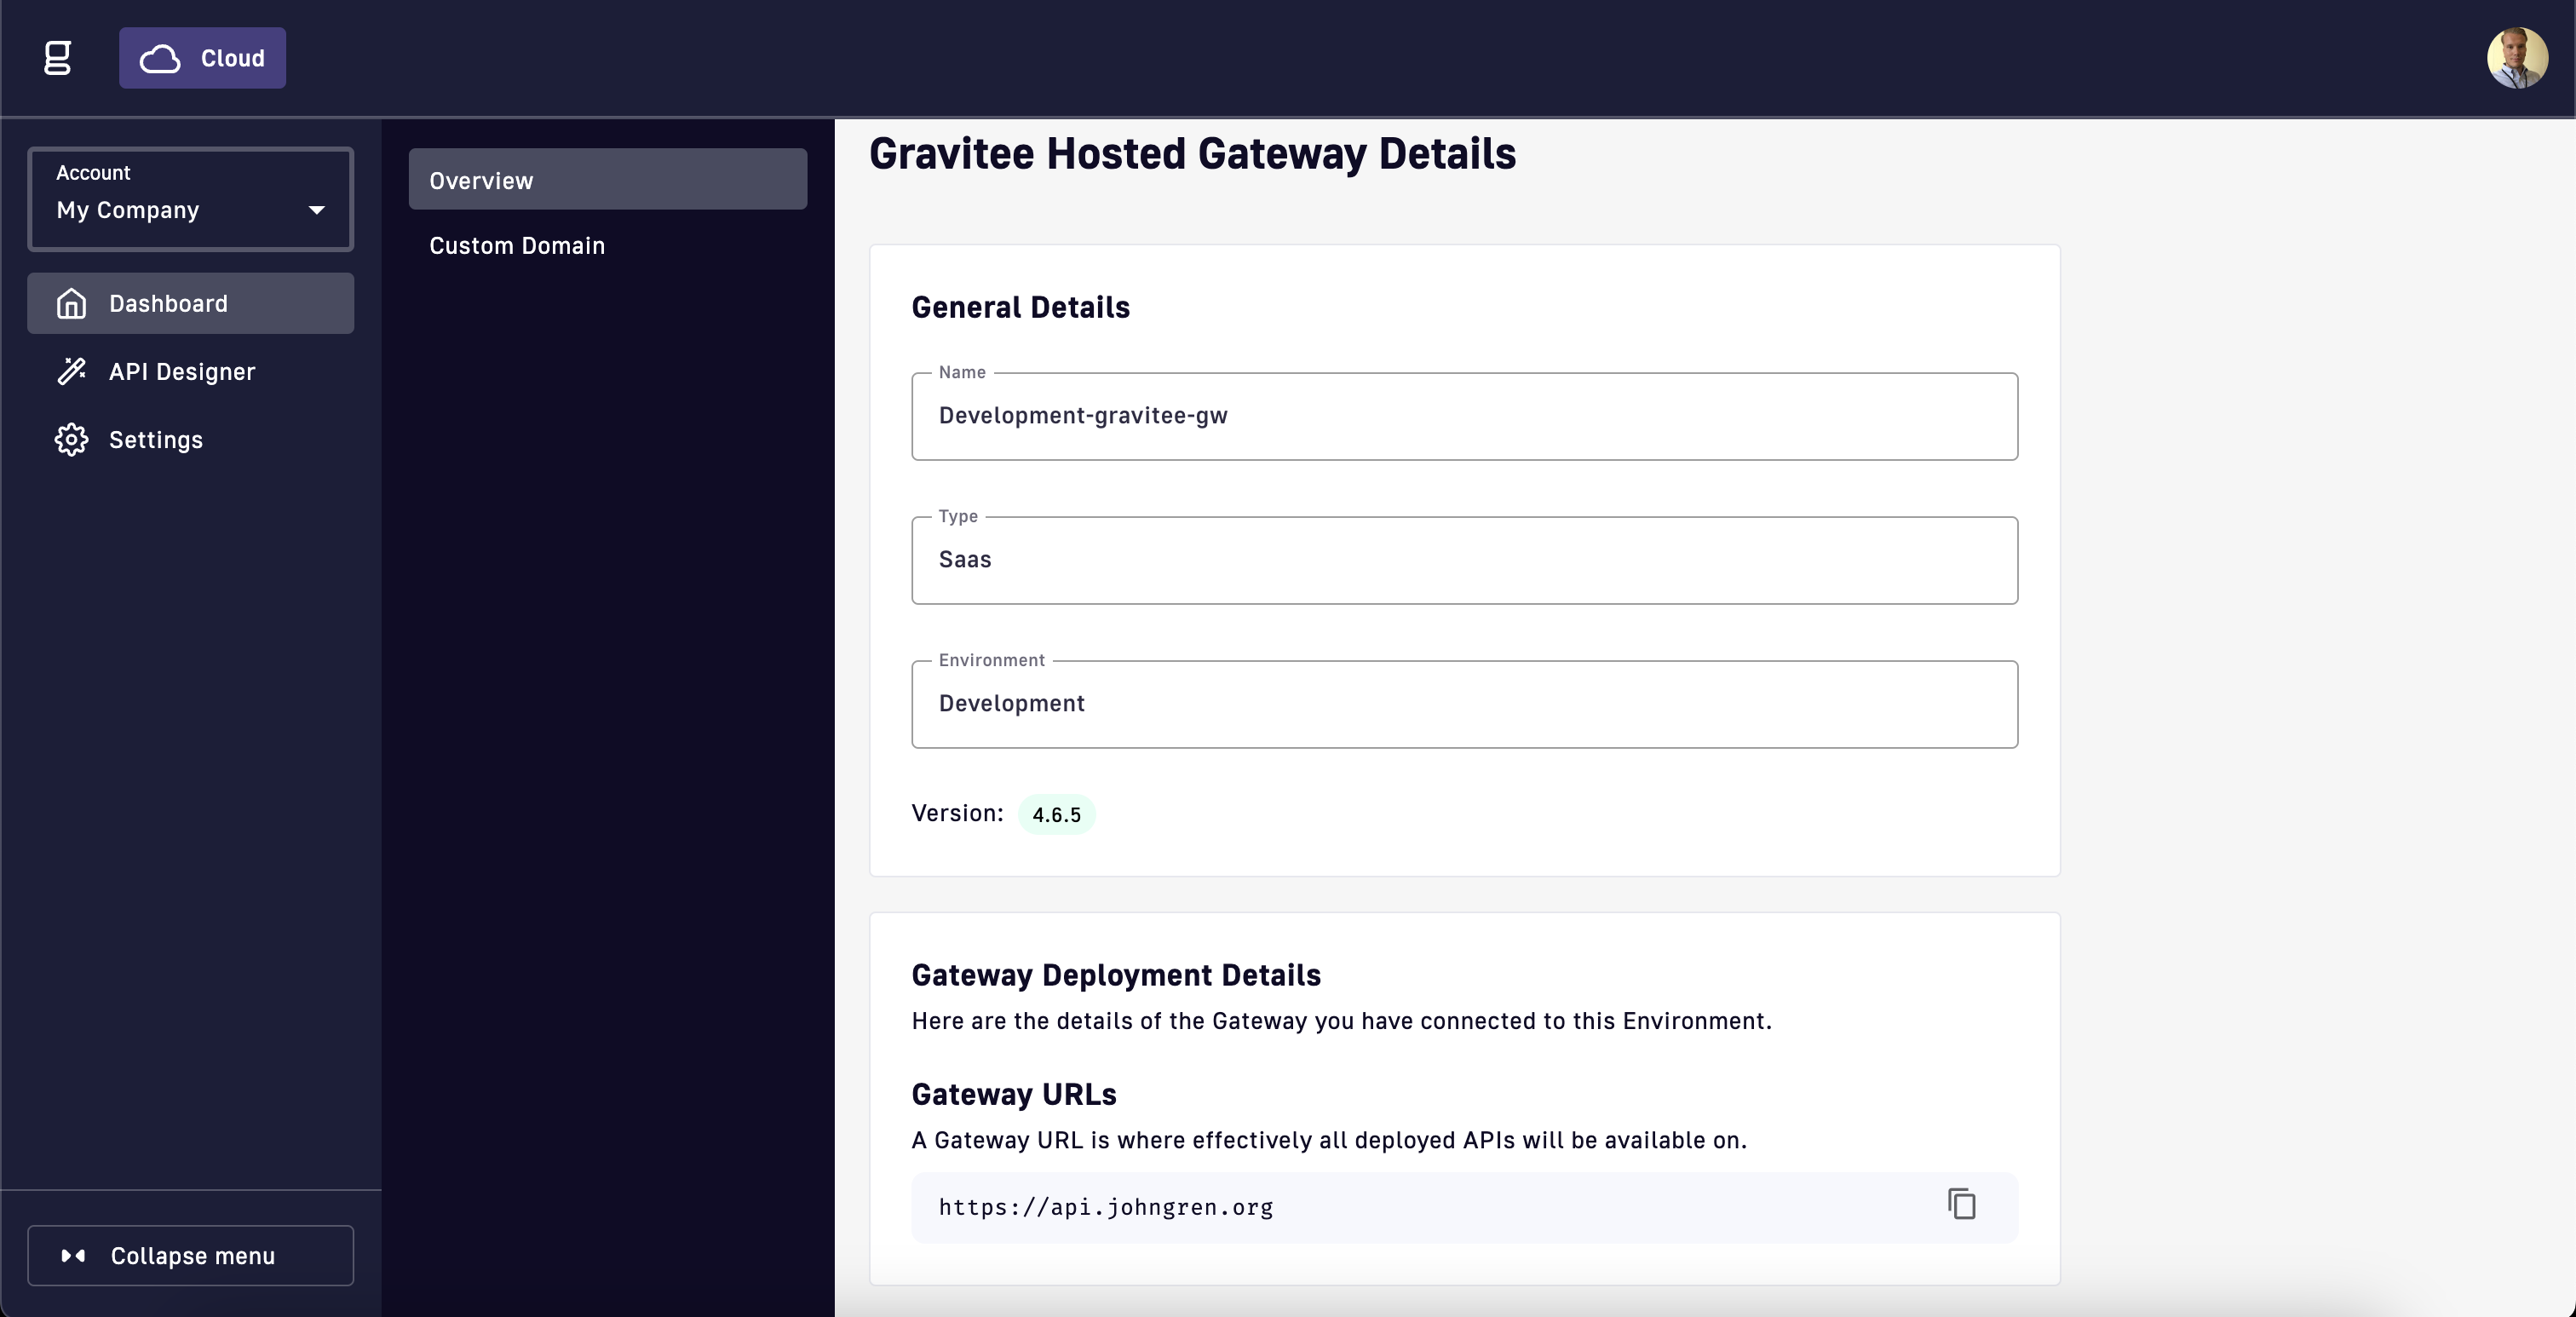 g
Cloud
Account
My Company
Dashboard
API Designer
Settings
Collapse menu
Overview
Custom Domain
Gravitee Hosted Gateway Details
General Details
Name
Development-gravitee-gw
Type
Saas
Environment
Development
Version: 4.6.5
Gateway Deployment Details
Here are the details of the Gateway you have connected to this Environment.
Gateway URLs
A Gateway URL is where effectively all deployed APIs will be available on.
https://api.johngren.org